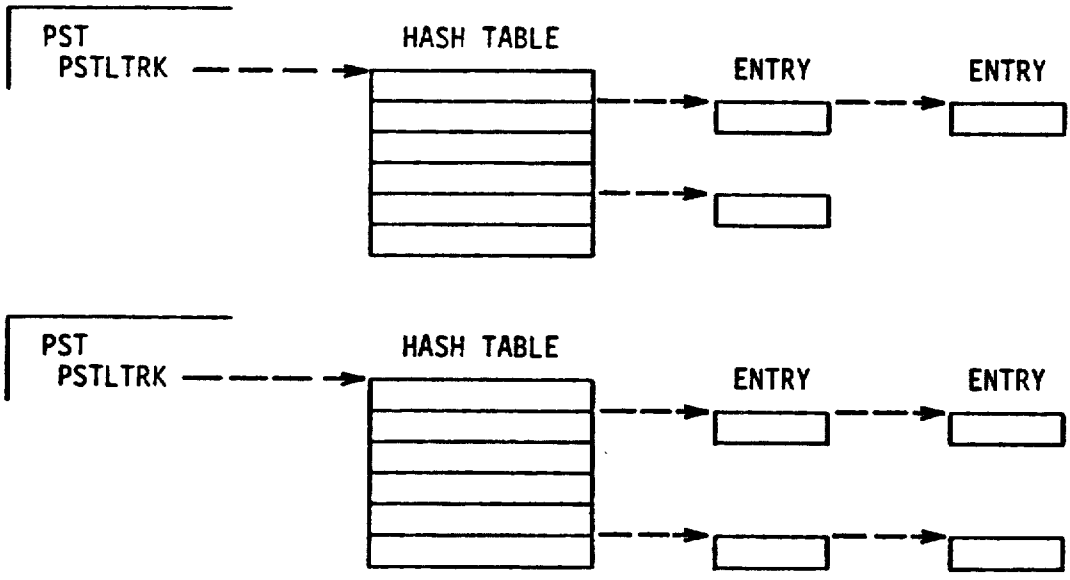 PST
HASH TABLE
PSTLTRK
ENTRY
ENTRY
PST
HASH TABLE
PSTLTRK
ENTRY
ENTRY